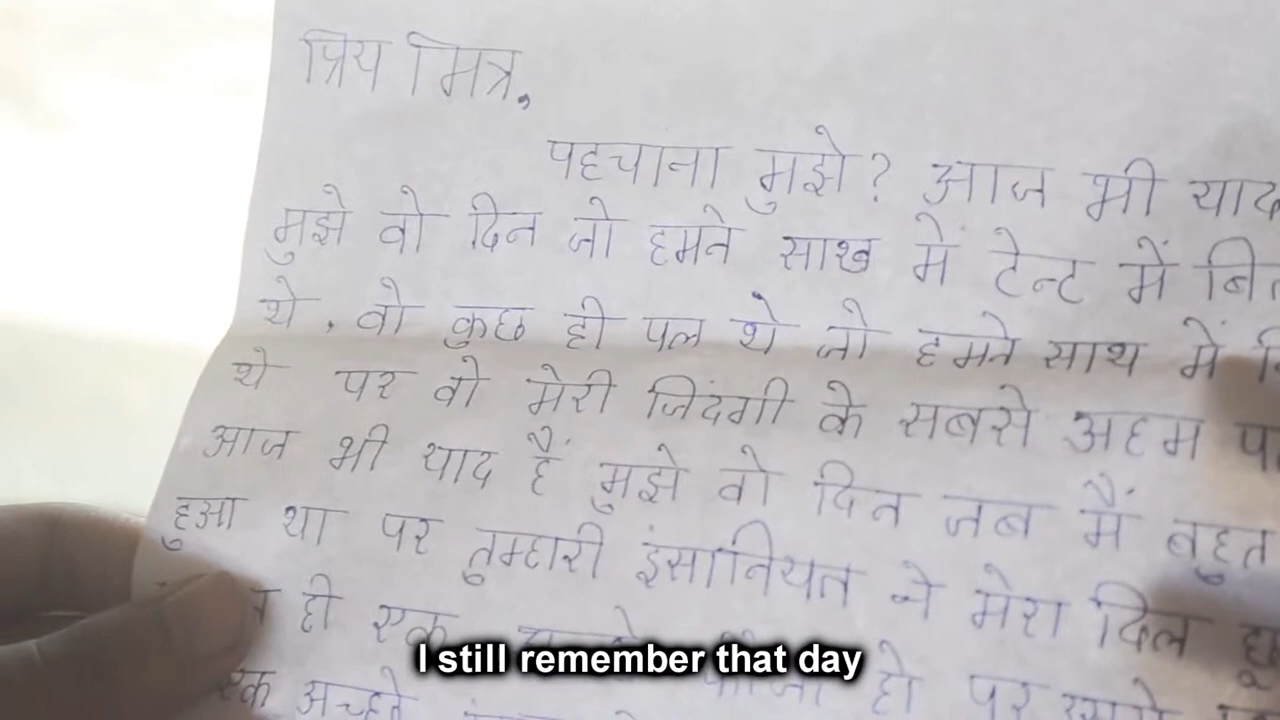 प्रिय मित्र,
पहचाना मुझे? आज भी याद
मुझे वो दिन जो हमने साख में टेन्ट में
थे, वो कुछ ही पल थे जो हमने साथ में
थे पर वो मेरी जिंदगी के सबसे अहम
आज भी याद हैं मुझे वो दिन जब मैं बहुत
हुआ था पर तुम्हारी इंसानियत ने मेरा दिल
ही एक
हो पर
एक अच्छे
I still remember that day